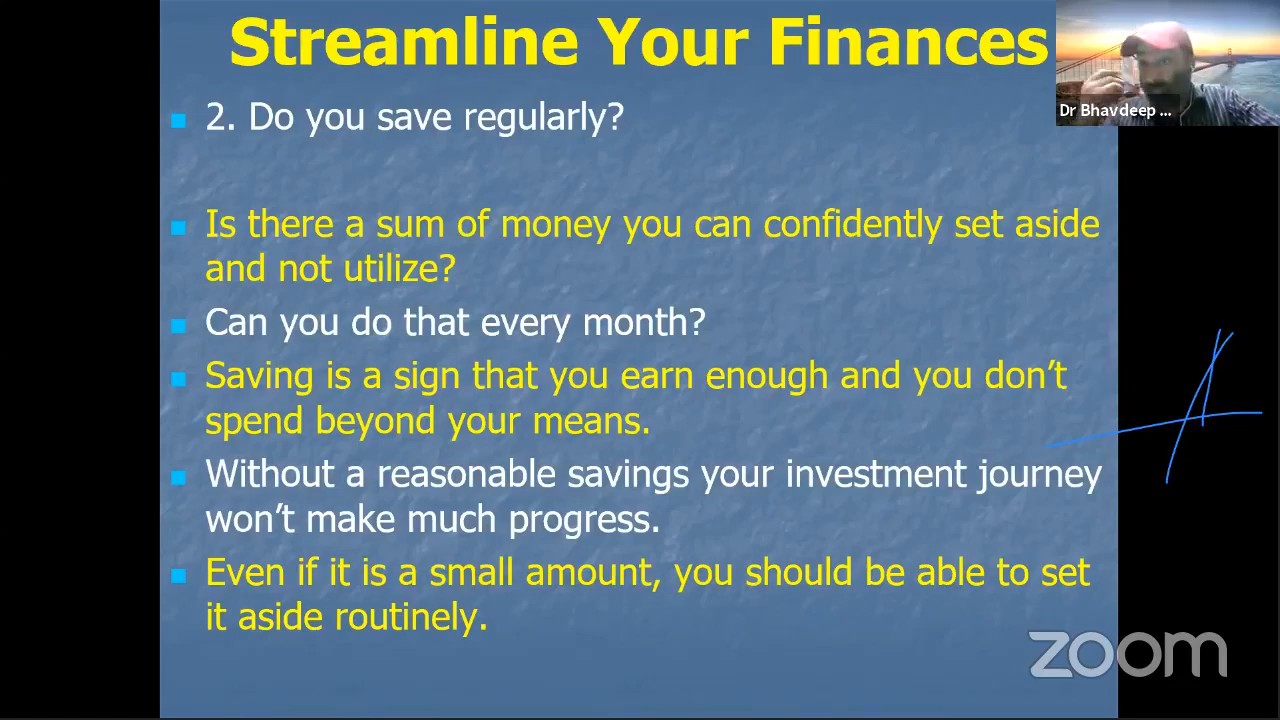 Streamline Your Finances
Dr Bhavdeep ...
2. Do you save regularly?
Is there a sum of money you can confidently set aside
and not utilize?
Can you do that every month?
Saving is a sign that you earn enough and you don’t
spend beyond your means.
Without a reasonable savings your investment journey
won’t make much progress.
Even if it is a small amount, you should be able to set
it aside routinely.
zoom